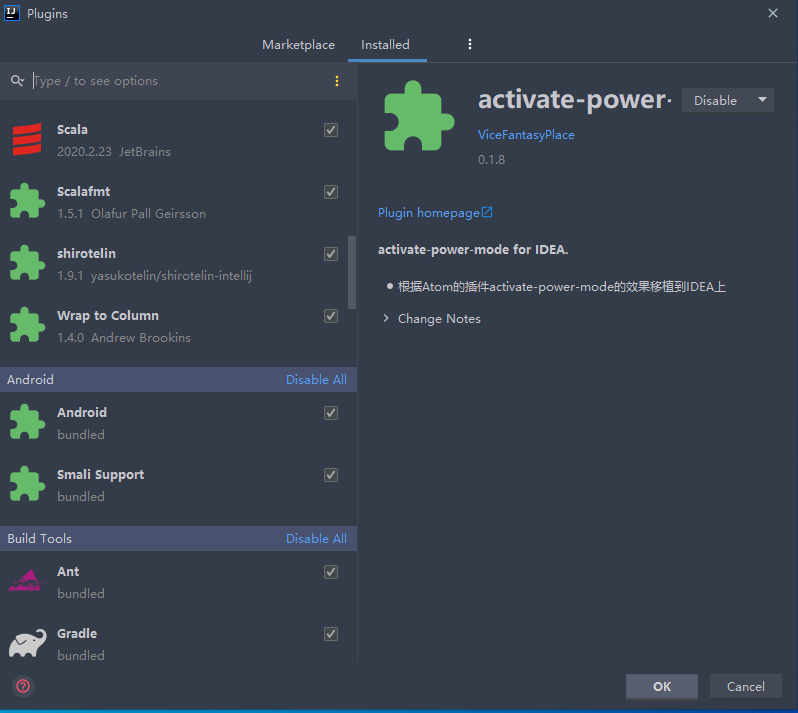 IJ Plugins
Marketplace Installed
Type / to see options
Scala
2020.2.23 JetBrains
Scalafmt
1.5.1 Olafur Pall Geirsson
shirotelin
1.9.1 yasukotelin/shirotelin-intellij
Wrap to Column
1.4.0 Andrew Brookins
Android Disable All
Android
bundled
Smali Support
bundled
Build Tools Disable All
Ant
bundled
Gradle
bundled
activate-power- Disable
ViceFantasyPlace
0.1.8
Plugin homepage
activate-power-mode for IDEA.
根据Atom的插件activate-power-mode的效果移植到IDEA上
Change Notes
? OK Cancel